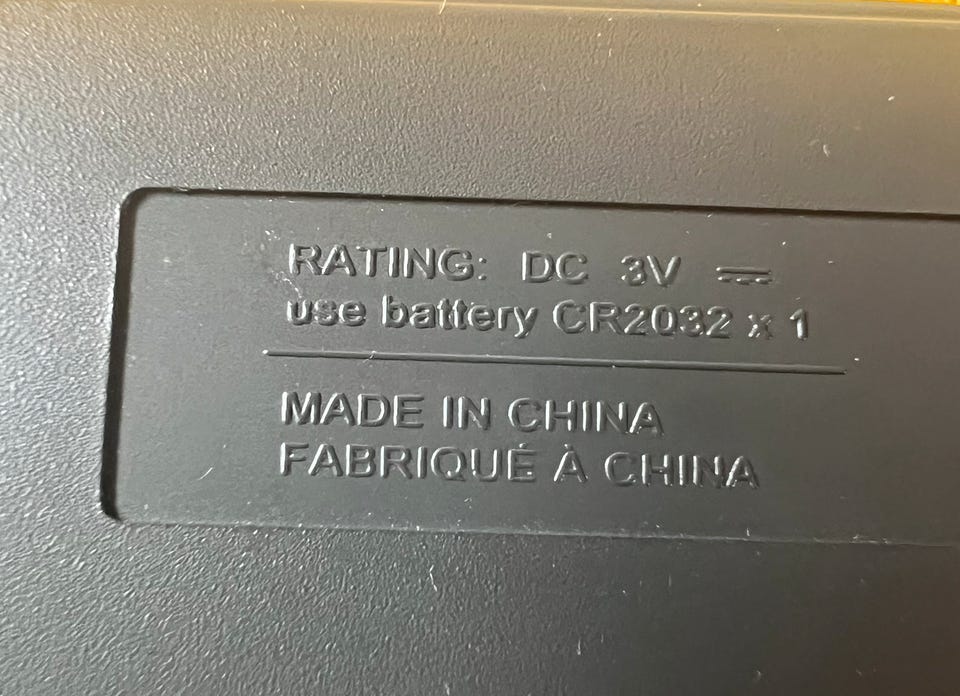 RATING: DC 3V ⎓
use battery CR2032 x 1
MADE IN CHINA
FABRIQUÉ À CHINA